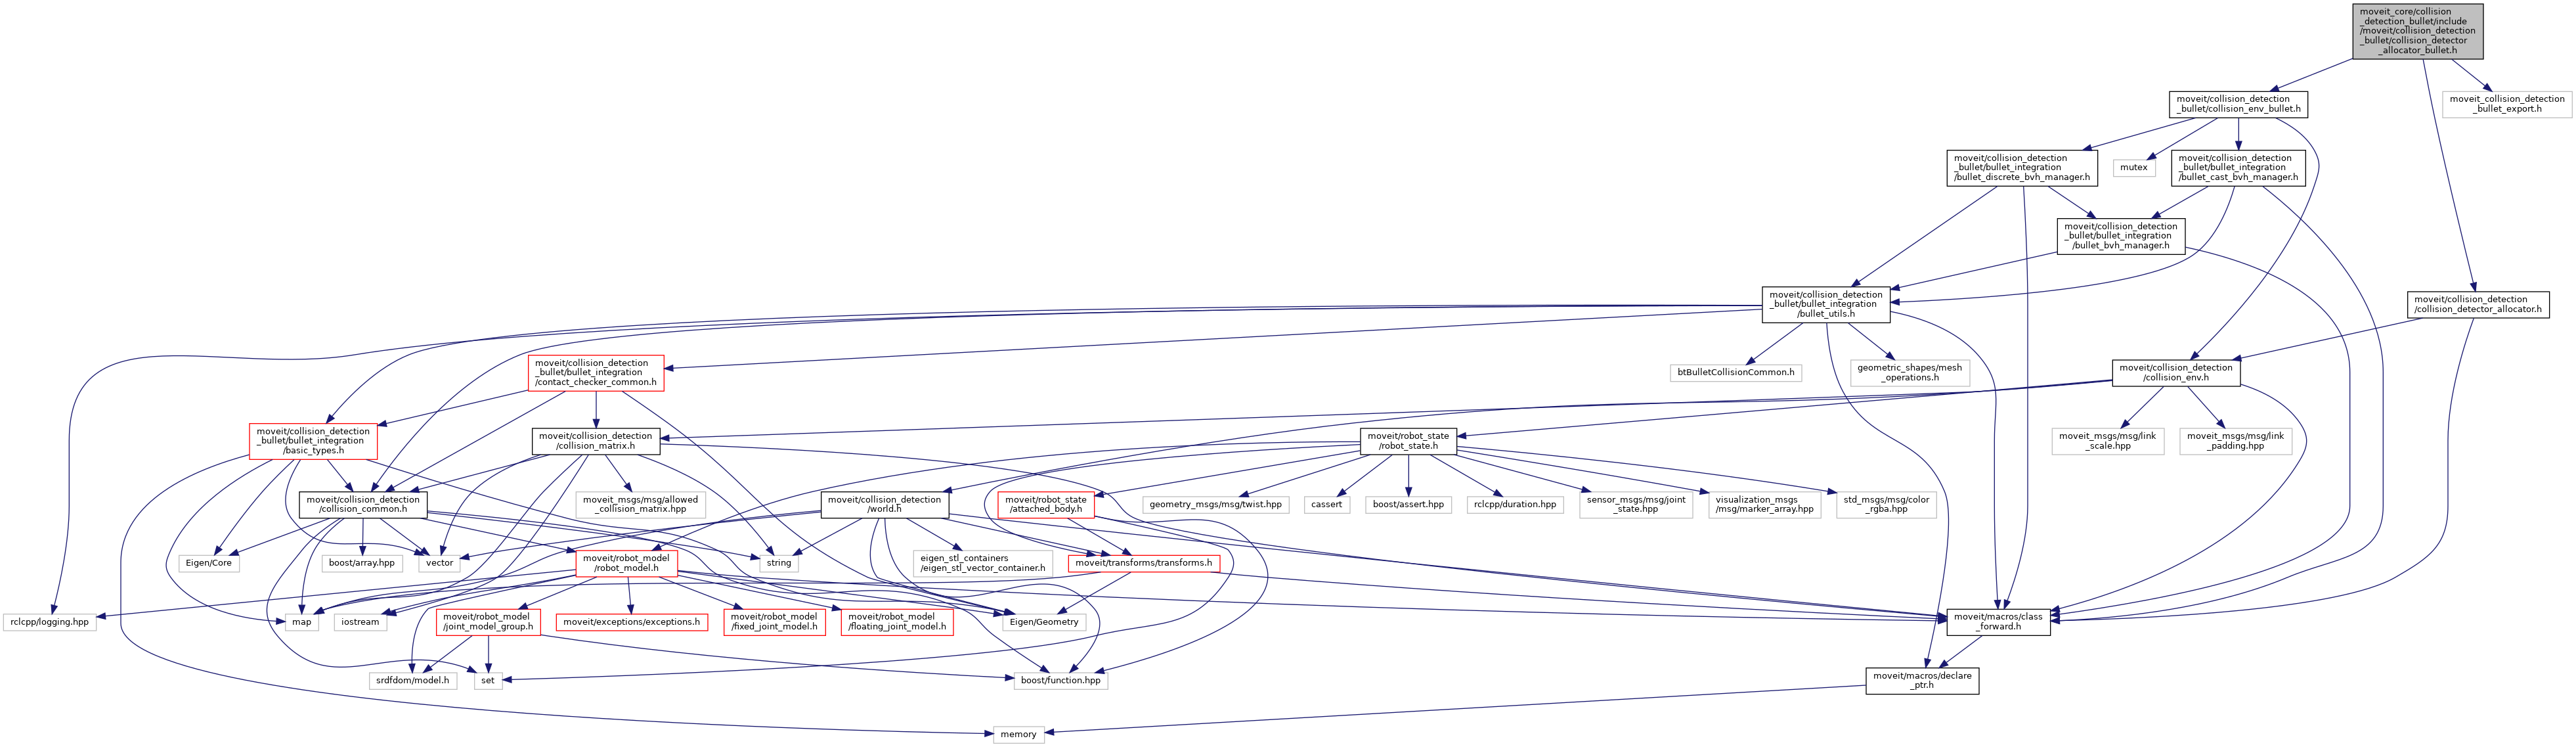 moveit_core/collision
_detection_bullet/include
/moveit/collision_detection
_bullet/collision_detector
_allocator_bullet.h
moveit/collision_detection
_bullet/collision_env_bullet.h
moveit_collision_detection
_bullet_export.h
moveit/collision_detection
_bullet/bullet_integration
/bullet_discrete_bvh_manager.h
mutex
moveit/collision_detection
_bullet/bullet_integration
/bullet_cast_bvh_manager.h
moveit/collision_detection
_bullet/bullet_integration
/bullet_bvh_manager.h
moveit/collision_detection
_bullet/bullet_integration
/bullet_utils.h
moveit/collision_detection
/collision_detector_allocator.h
moveit/collision_detection
_bullet/bullet_integration
/contact_checker_common.h
btBulletCollisionCommon.h
geometric_shapes/mesh
_operations.h
moveit/collision_detection
/collision_env.h
moveit/collision_detection
_bullet/bullet_integration
/basic_types.h
moveit/collision_detection
/collision_matrix.h
moveit/robot_state
/robot_state.h
moveit_msgs/msg/link
_scale.hpp
moveit_msgs/msg/link
_padding.hpp
moveit/collision_detection
/collision_common.h
moveit_msgs/msg/allowed
_collision_matrix.hpp
moveit/collision_detection
/world.h
moveit/robot_state
/attached_body.h
geometry_msgs/msg/twist.hpp
cassert
boost/assert.hpp
rclcpp/duration.hpp
sensor_msgs/msg/joint
_state.hpp
visualization_msgs
/msg/marker_array.hpp
std_msgs/msg/color
_rgba.hpp
Eigen/Core
boost/array.hpp
vector
moveit/robot_model
/robot_model.h
string
eigen_stl_containers
/eigen_stl_vector_container.h
moveit/transforms/transforms.h
rclcpp/logging.hpp
map
iostream
moveit/robot_model
/joint_model_group.h
moveit/exceptions/exceptions.h
moveit/robot_model
/fixed_joint_model.h
moveit/robot_model
/floating_joint_model.h
Eigen/Geometry
moveit/macros/class
_forward.h
srdfdom/model.h
set
boost/function.hpp
moveit/macros/declare
_ptr.h
memory